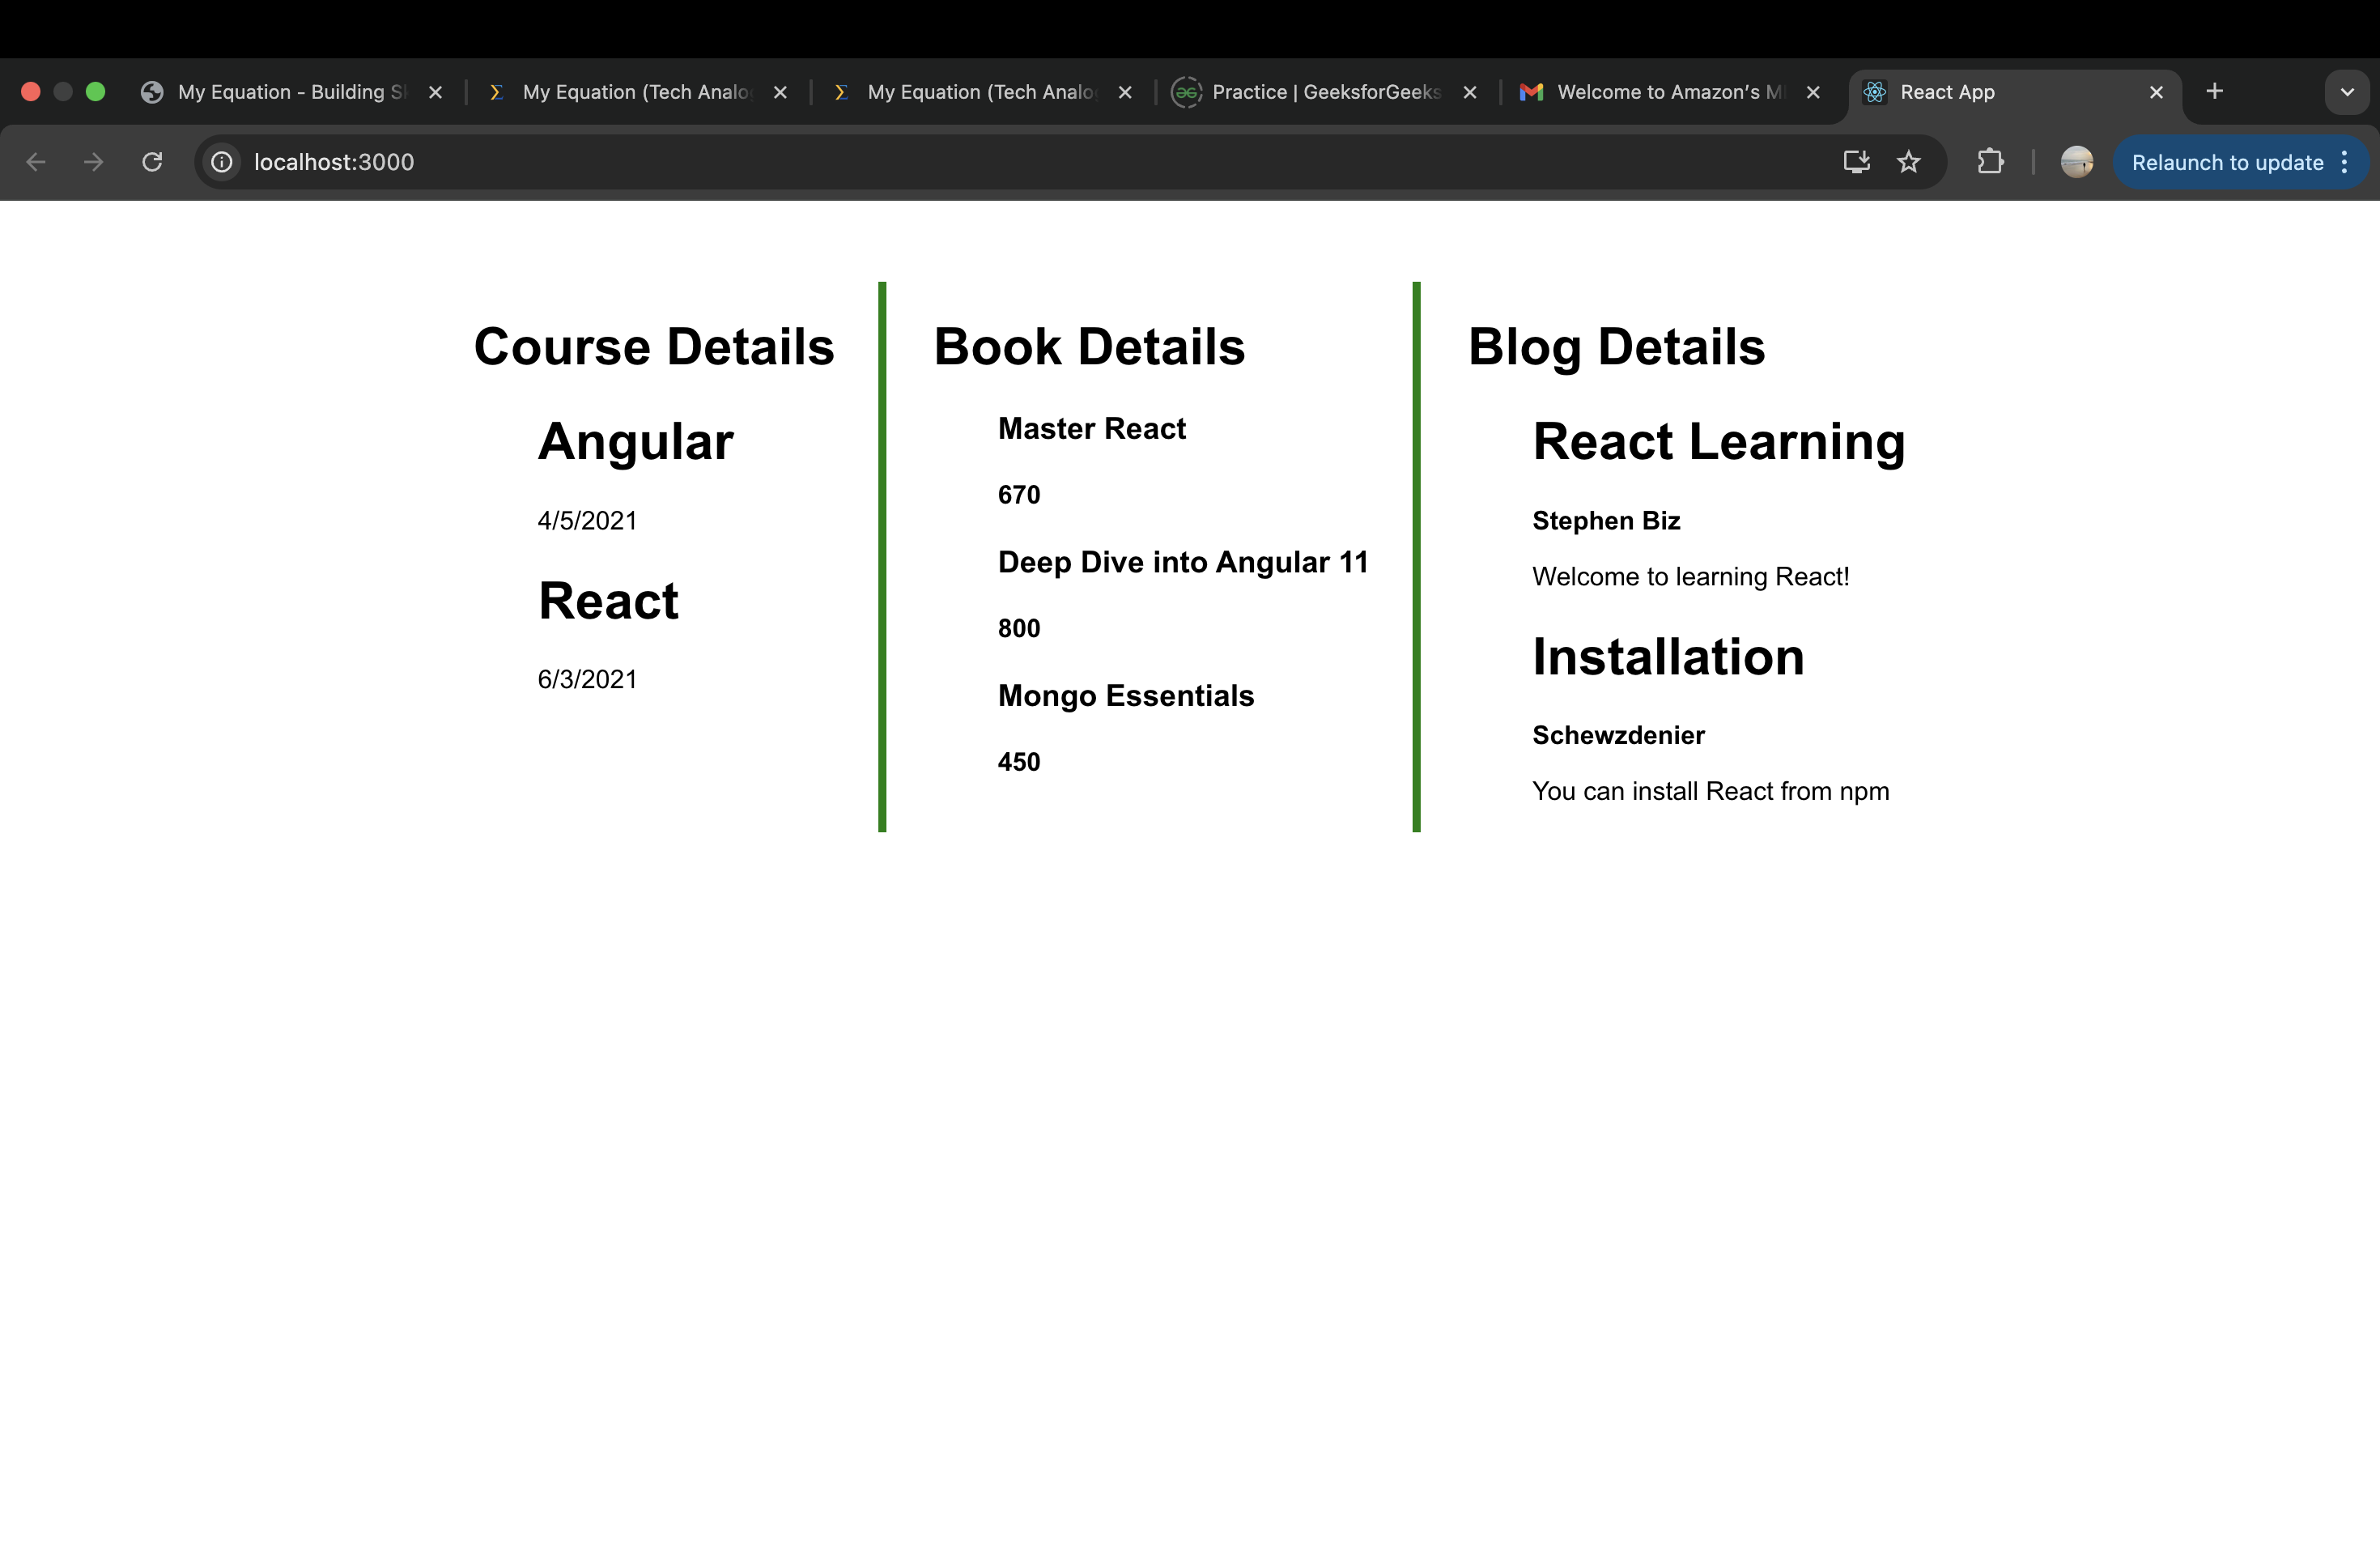 My Equation - Building S
My Equation (Tech Analo
My Equation (Tech Analo
Practice | GeeksforGeeks
Welcome to Amazon’s M
React App
localhost:3000
Relaunch to update
Course Details
Angular
4/5/2021
React
6/3/2021
Book Details
Master React
670
Deep Dive into Angular 11
800
Mongo Essentials
450
Blog Details
React Learning
Stephen Biz
Welcome to learning React!
Installation
Schewzdenier
You can install React from npm